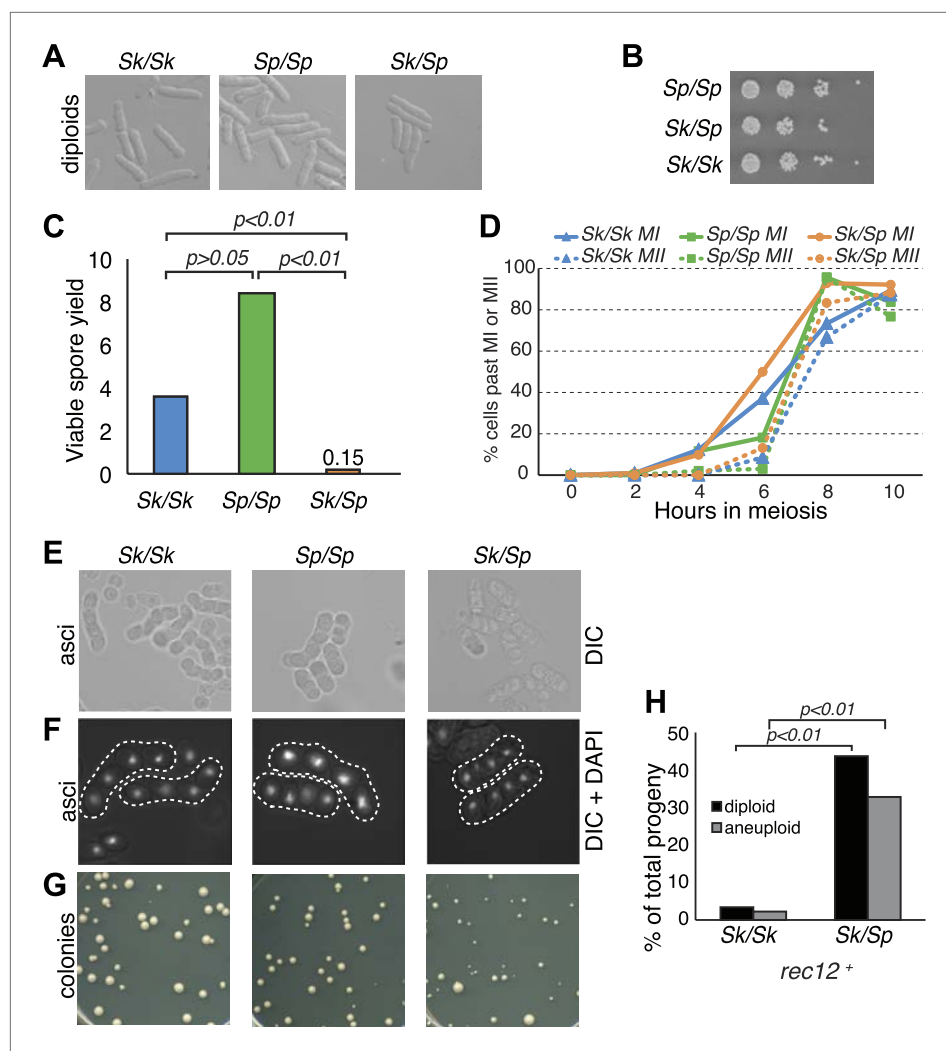 A
Sk/Sk
Sp/Sp
Sk/Sp
diploids
B
Sp/Sp
Sk/Sp
Sk/Sk
C
p<0.01
p>0.05
p<0.01
Viable spore yield
10
8
6
4
2
0
0.15
Sk/Sk
Sp/Sp
Sk/Sp
D
Sk/Sk MI
Sp/Sp MI
Sk/Sp MI
Sk/Sk MII
Sp/Sp MII
Sk/Sp MII
% cells past MI or MII
100
80
60
40
20
0
0
2
4
6
8
10
Hours in meiosis
E
Sk/Sk
Sp/Sp
Sk/Sp
asci
DIC
F
asci
DIC + DAPI
G
colonies
H
p<0.01
p<0.01
% of total progeny
50
40
30
20
10
0
diploid
aneuploid
Sk/Sk
Sk/Sp
rec12 +